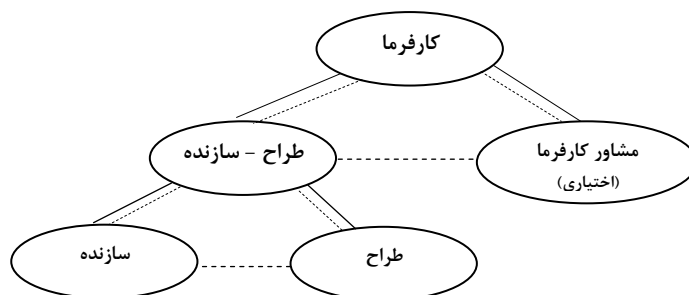 کارفرما
طراح - سازنده
مشاور کارفرما
(اختیاری)
سازنده
طراح